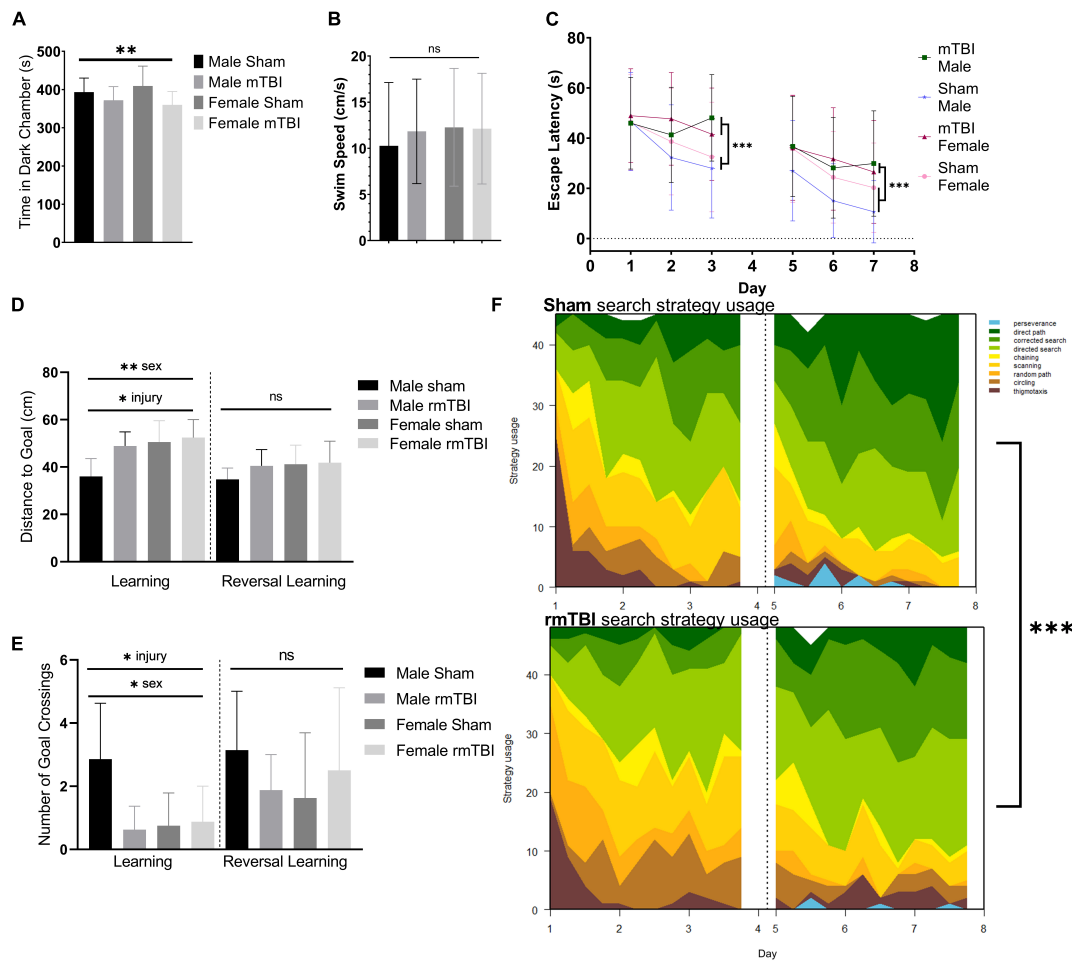 A
Time in Dark Chamber (s)
500
400
300
200
100
0
**
Male Sham
Male mTBI
Female Sham
Female mTBI
B
Swim Speed (cm/s)
20
15
10
5
0
ns
C
Escape Latency (s)
80
60
40
20
0
0 1 2 3 4 5 6 7 8
Day
***
***
mTBI
Male
Sham
Male
mTBI
Female
Sham
Female
D
Distance to Goal (cm)
80
60
40
20
0
** sex
* injury
ns
Learning
Reversal Learning
Male sham
Male rmTBI
Female sham
Female rmTBI
E
Number of Goal Crossings
6
4
2
0
* injury
* sex
ns
Learning
Reversal Learning
Male Sham
Male rmTBI
Female Sham
Female rmTBI
F
Sham search strategy usage
Strategy usage
40
30
20
10
0
1 2 3 4 5 6 7 8
perseverance
direct path
corrected search
directed search
chaining
scanning
random path
circling
thigmotaxis
rmTBI search strategy usage
Strategy usage
40
30
20
10
0
1 2 3 4 5 6 7 8
Day
***